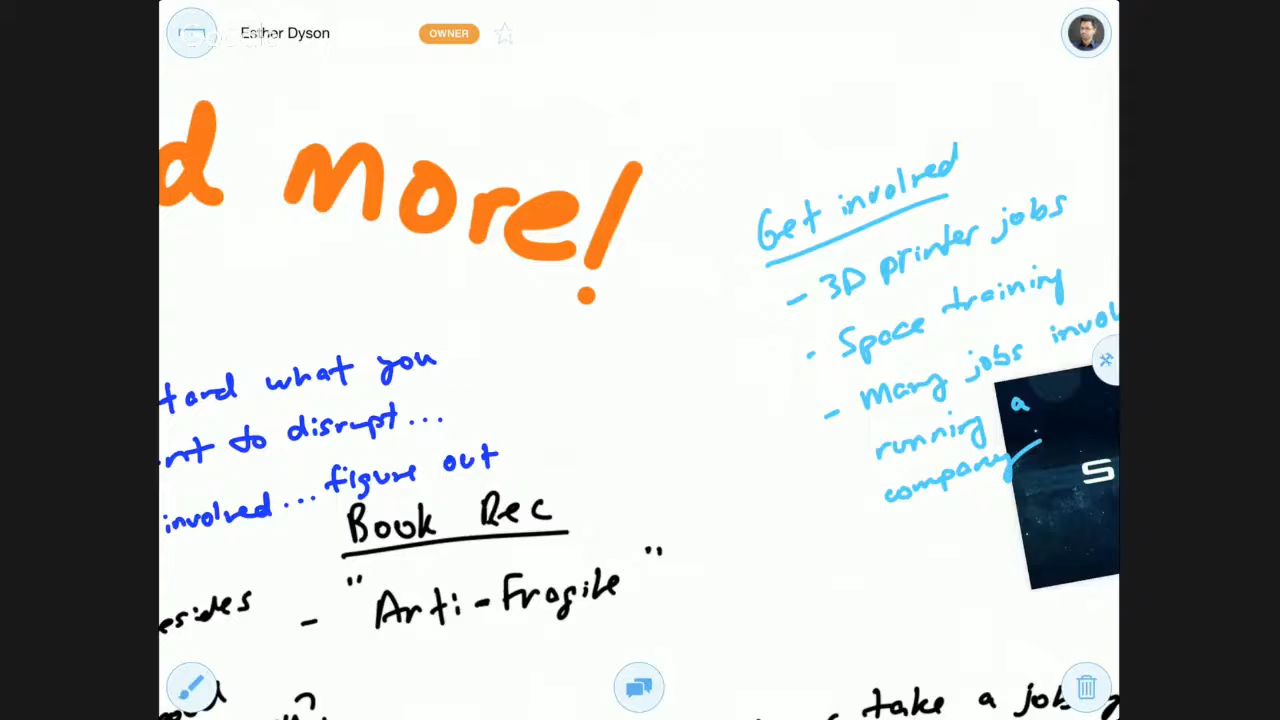 Google
Esther Dyson
OWNER
d more!
Get involved
- 3D printer jobs
- Space training
- Many jobs invol
running a
company
S
tand what you
nt to disrupt...
involved... figure out
Book Rec
esides
- "Anti-Fragile"
take a job